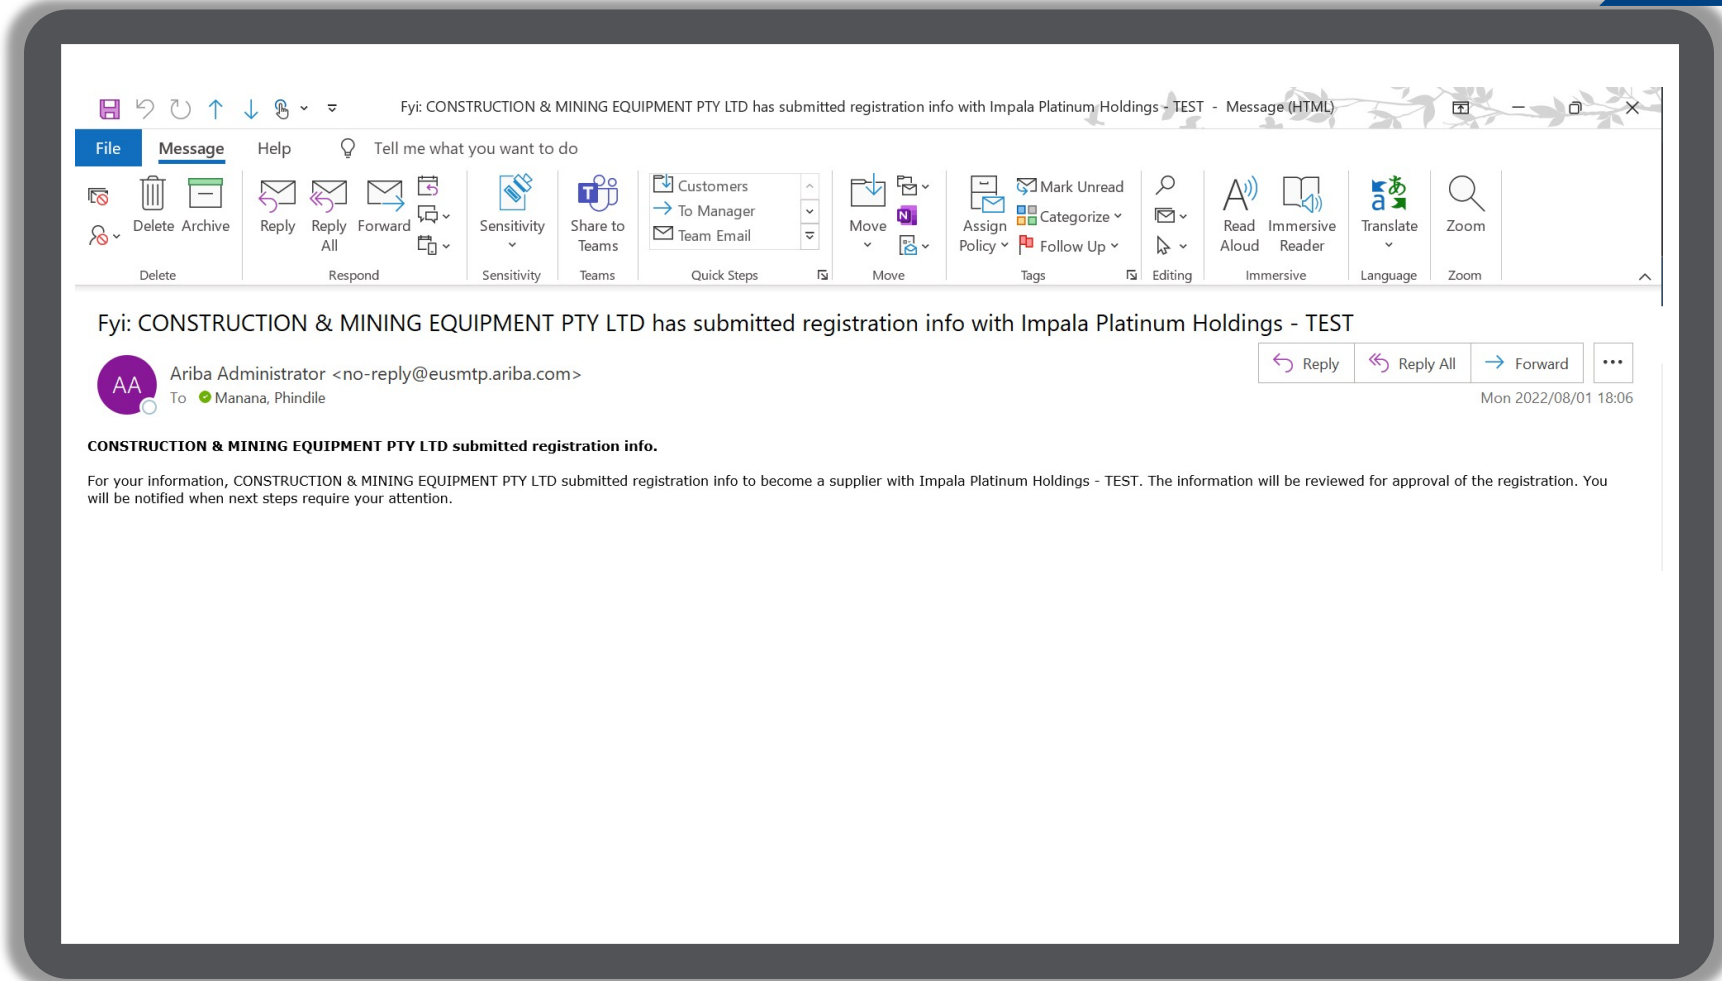 Fyi: CONSTRUCTION & MINING EQUIPMENT PTY LTD has submitted registration info with Impala Platinum Holdings - TEST - Message (HTML)
File Message Help Tell me what you want to do
Delete Archive
Reply Reply All Forward
Sensitivity
Share to Teams
Customers
To Manager
Team Email
Move
Assign Policy
Mark Unread
Categorize
Follow Up
Read Aloud
Immersive Reader
Translate
Zoom
Delete Respond Sensitivity Teams Quick Steps Move Tags Editing Immersive Language Zoom
Fyi: CONSTRUCTION & MINING EQUIPMENT PTY LTD has submitted registration info with Impala Platinum Holdings - TEST
AA
Ariba Administrator <no-reply@eusmtp.ariba.com>
To Manana, Phindile
Reply Reply All Forward
Mon 2022/08/01 18:06
CONSTRUCTION & MINING EQUIPMENT PTY LTD submitted registration info.
For your information, CONSTRUCTION & MINING EQUIPMENT PTY LTD submitted registration info to become a supplier with Impala Platinum Holdings - TEST. The information will be reviewed for approval of the registration. You
will be notified when next steps require your attention.